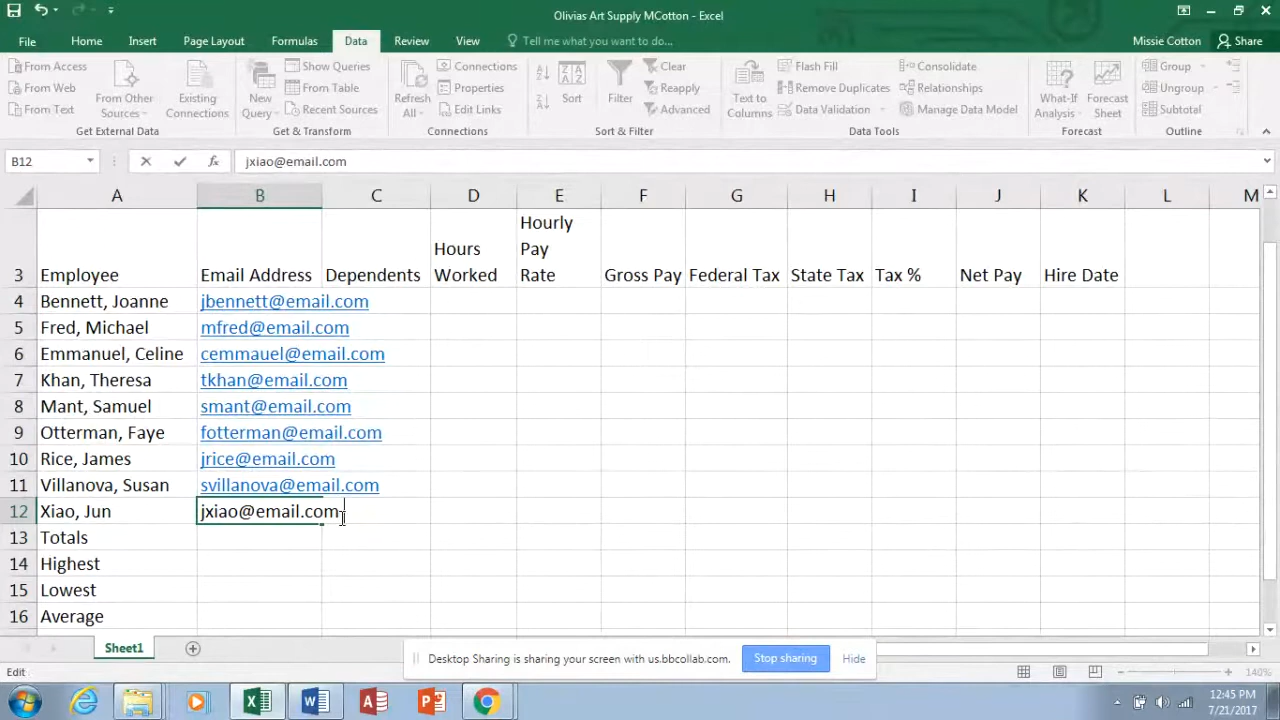 Olivias Art Supply MCotton - Excel
File Home Insert Page Layout Formulas Data Review View Tell me what you want to do... Missie Cotton Share
From Access
From Web
From Text
From Other Sources
Existing Connections
Get External Data
New Query
Show Queries
From Table
Recent Sources
Get & Transform
Refresh All
Connections
Properties
Edit Links
Connections
Sort
Filter
Clear
Reapply
Advanced
Sort & Filter
Text to Columns
Flash Fill
Remove Duplicates
Data Validation
Consolidate
Relationships
Manage Data Model
Data Tools
What-If Analysis
Forecast Sheet
Forecast
Group
Ungroup
Subtotal
Outline
B12 fx jxiao@email.com
A B C D E F G H I J K L M
3 Employee Email Address Dependents Hours Worked Hourly Pay Rate Gross Pay Federal Tax State Tax Tax % Net Pay Hire Date
4 Bennett, Joanne jbennett@email.com
5 Fred, Michael mfred@email.com
6 Emmanuel, Celine cemmauel@email.com
7 Khan, Theresa tkhan@email.com
8 Mant, Samuel smant@email.com
9 Otterman, Faye fotterman@email.com
10 Rice, James jrice@email.com
11 Villanova, Susan svillanova@email.com
12 Xiao, Jun jxiao@email.com
13 Totals
14 Highest
15 Lowest
16 Average
Sheet1
Desktop Sharing is sharing your screen with us.bbcollab.com. Stop sharing Hide
Edit 140%
12:45 PM
7/21/2017